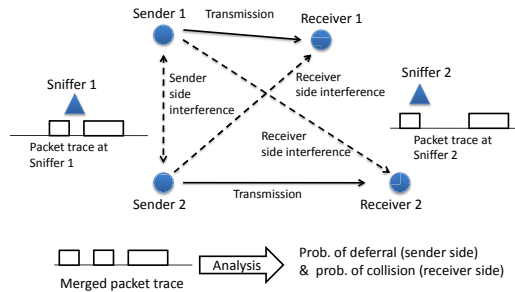 Sender 1
Transmission
Receiver 1
Sniffer 1
Sender
side
interference
Receiver
side interference
Sniffer 2
Packet trace at
Sniffer 1
Receiver
side interference
Packet trace at
Sniffer 2
Sender 2
Transmission
Receiver 2
Merged packet trace
Analysis
Prob. of deferral (sender side)
& prob. of collision (receiver side)